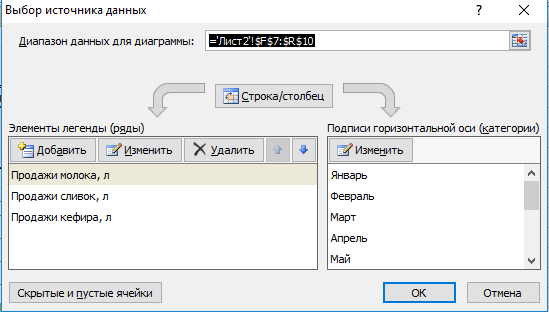 Выбор источника данных
Диапазон данных для диаграммы: ='Лист2'!$F$7:$R$10
Строка/столбец
Элементы легенды (ряды)
Добавить Изменить Удалить
Продажи молока, л
Продажи сливок, л
Продажи кефира, л
Подписи горизонтальной оси (категории)
Изменить
Январь
Февраль
Март
Апрель
Май
Скрытые и пустые ячейки
ОК Отмена